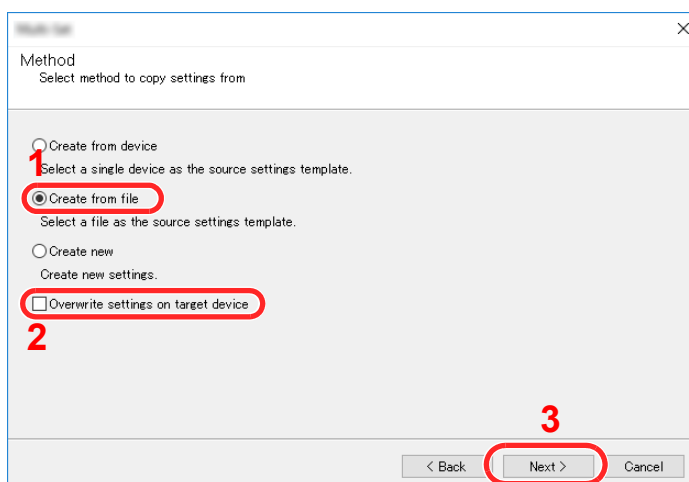 Method
Select method to copy settings from
Create from device
1
Select a single device as the source settings template.
Create from file
Select a file as the source settings template.
Create new
Create new settings.
Overwrite settings on target device
2
3
< Back
Next >
Cancel